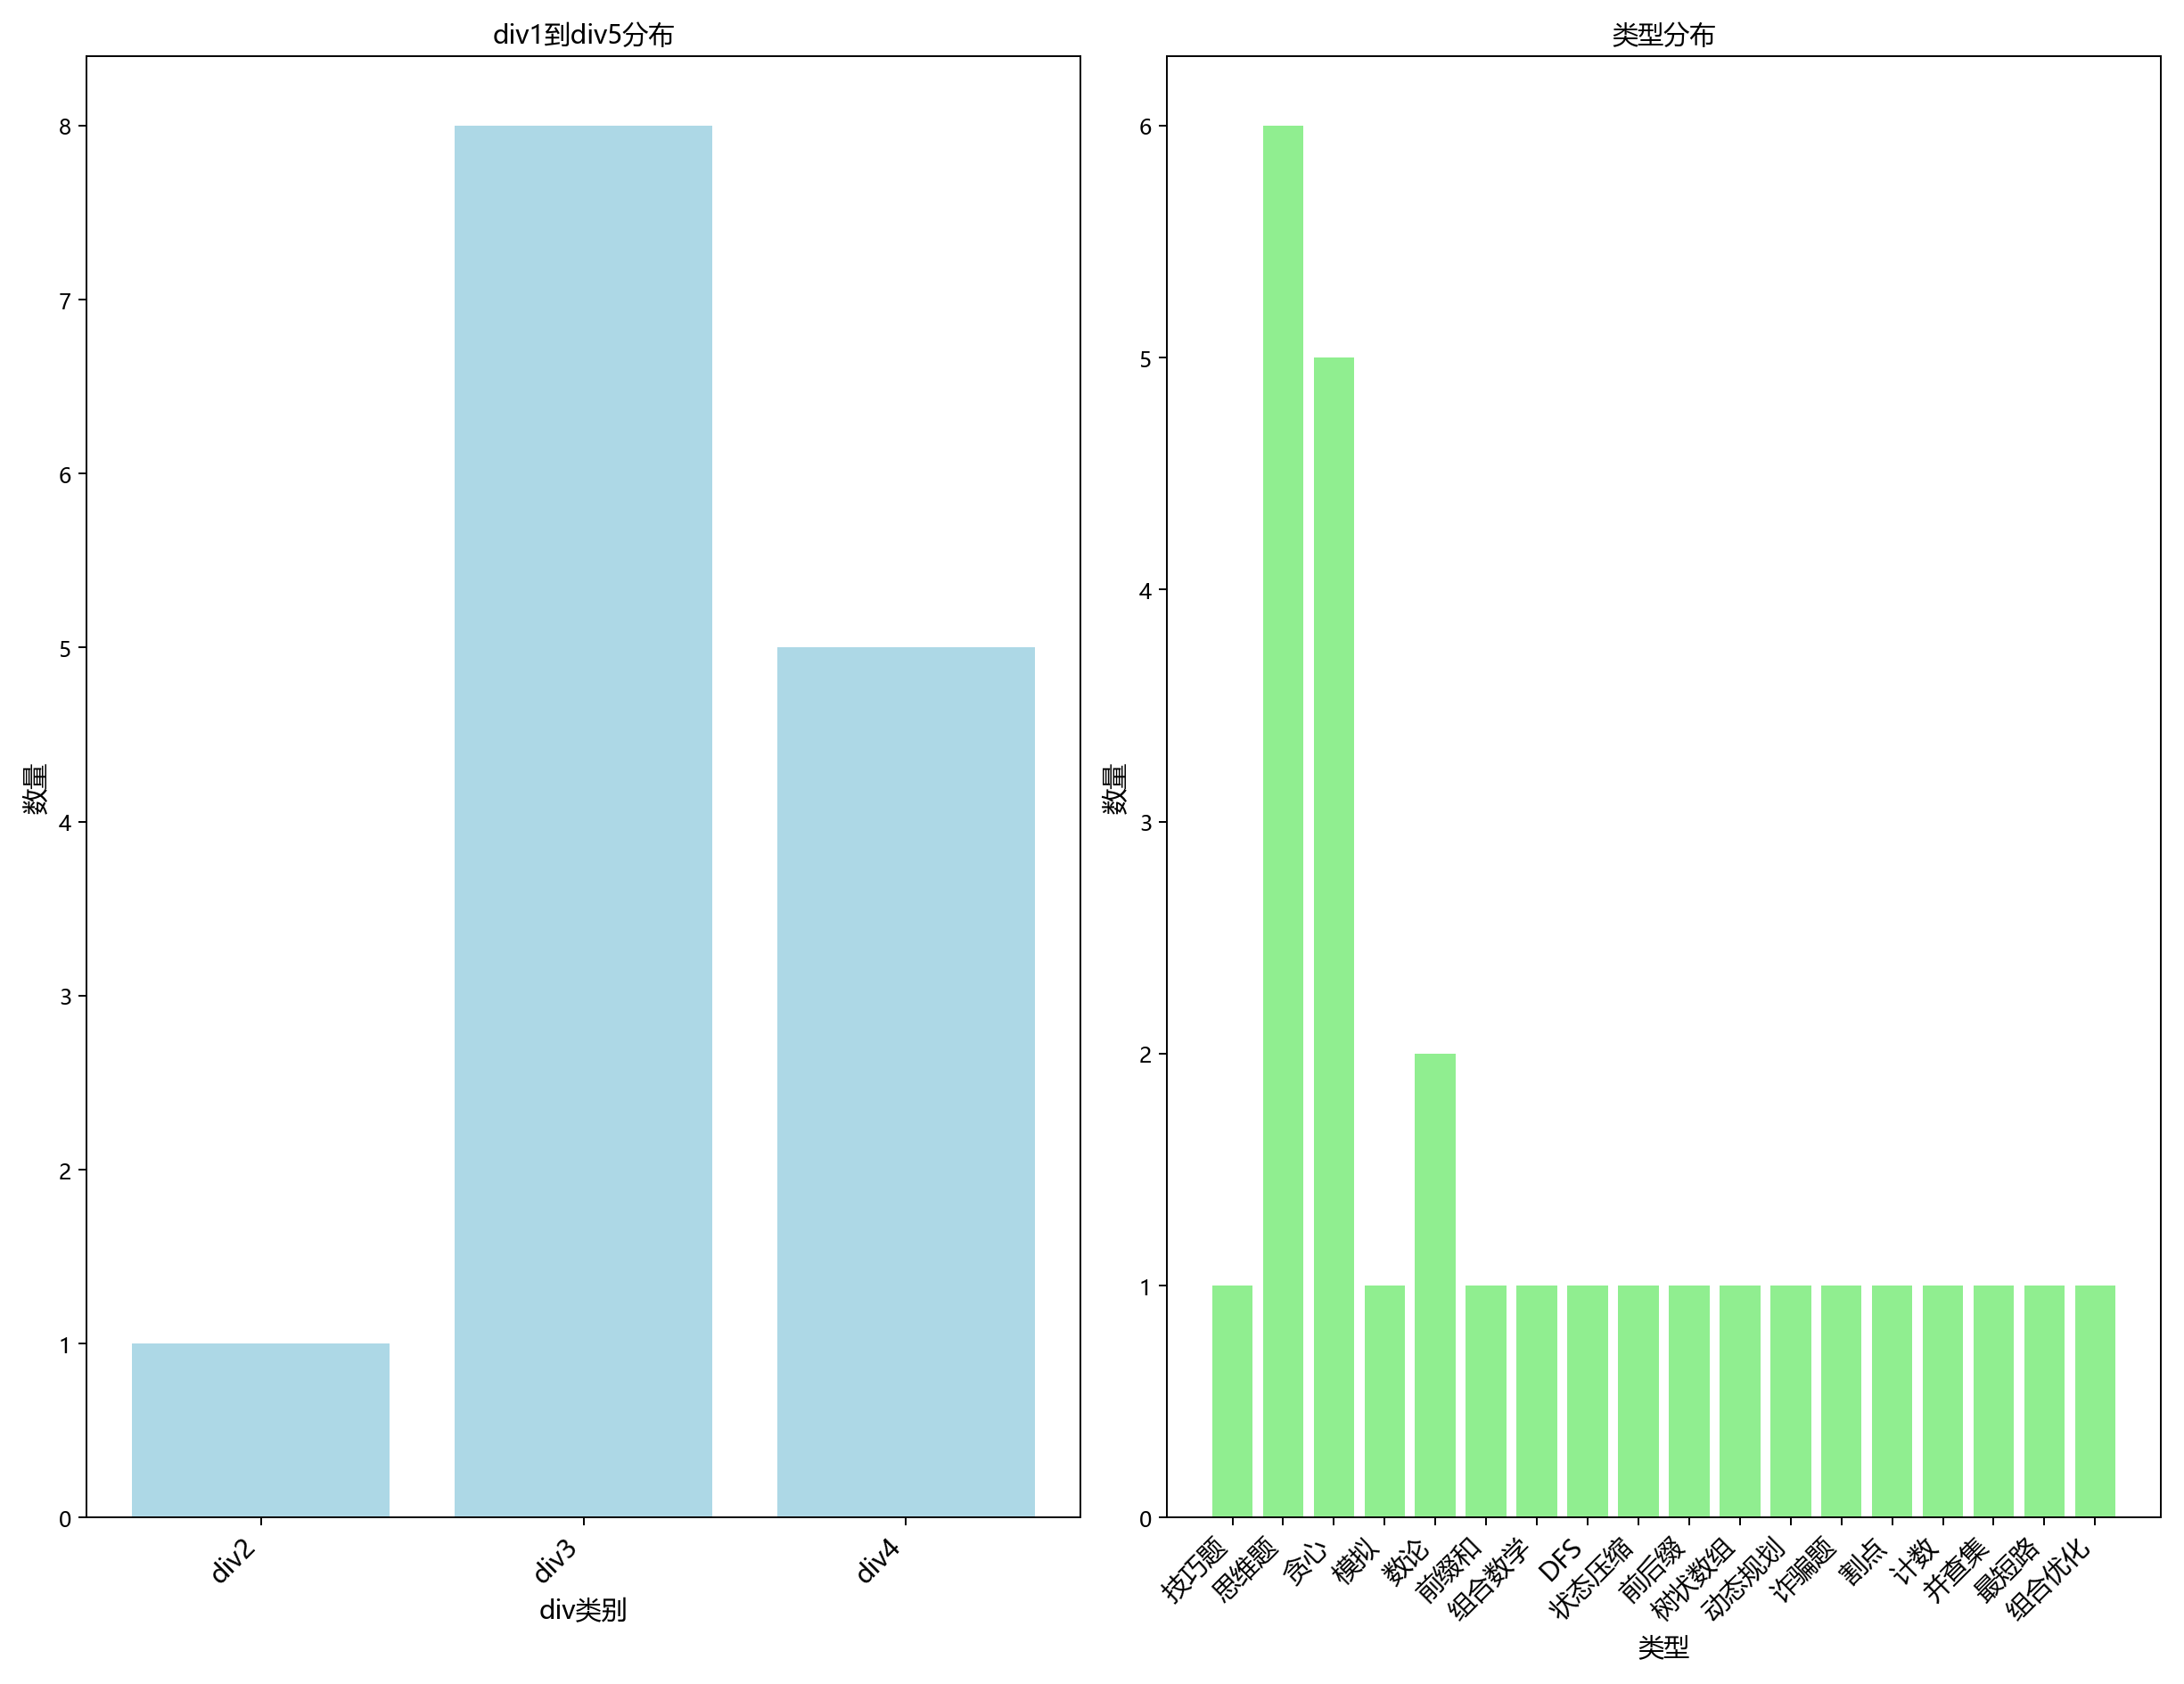 div1到div5分布
8
7
6
5
4
3
2
1
0
数量
div2
div3
div4
div类别
类型分布
6
5
4
3
2
1
0
数量
技巧题
思维题
贪心
模拟
数论
前缀和
组合数学
DFS
状态压缩
前后缀
树状数组
动态规划
诈骗题
割点
计数
并查集
最短路
组合优化
类型